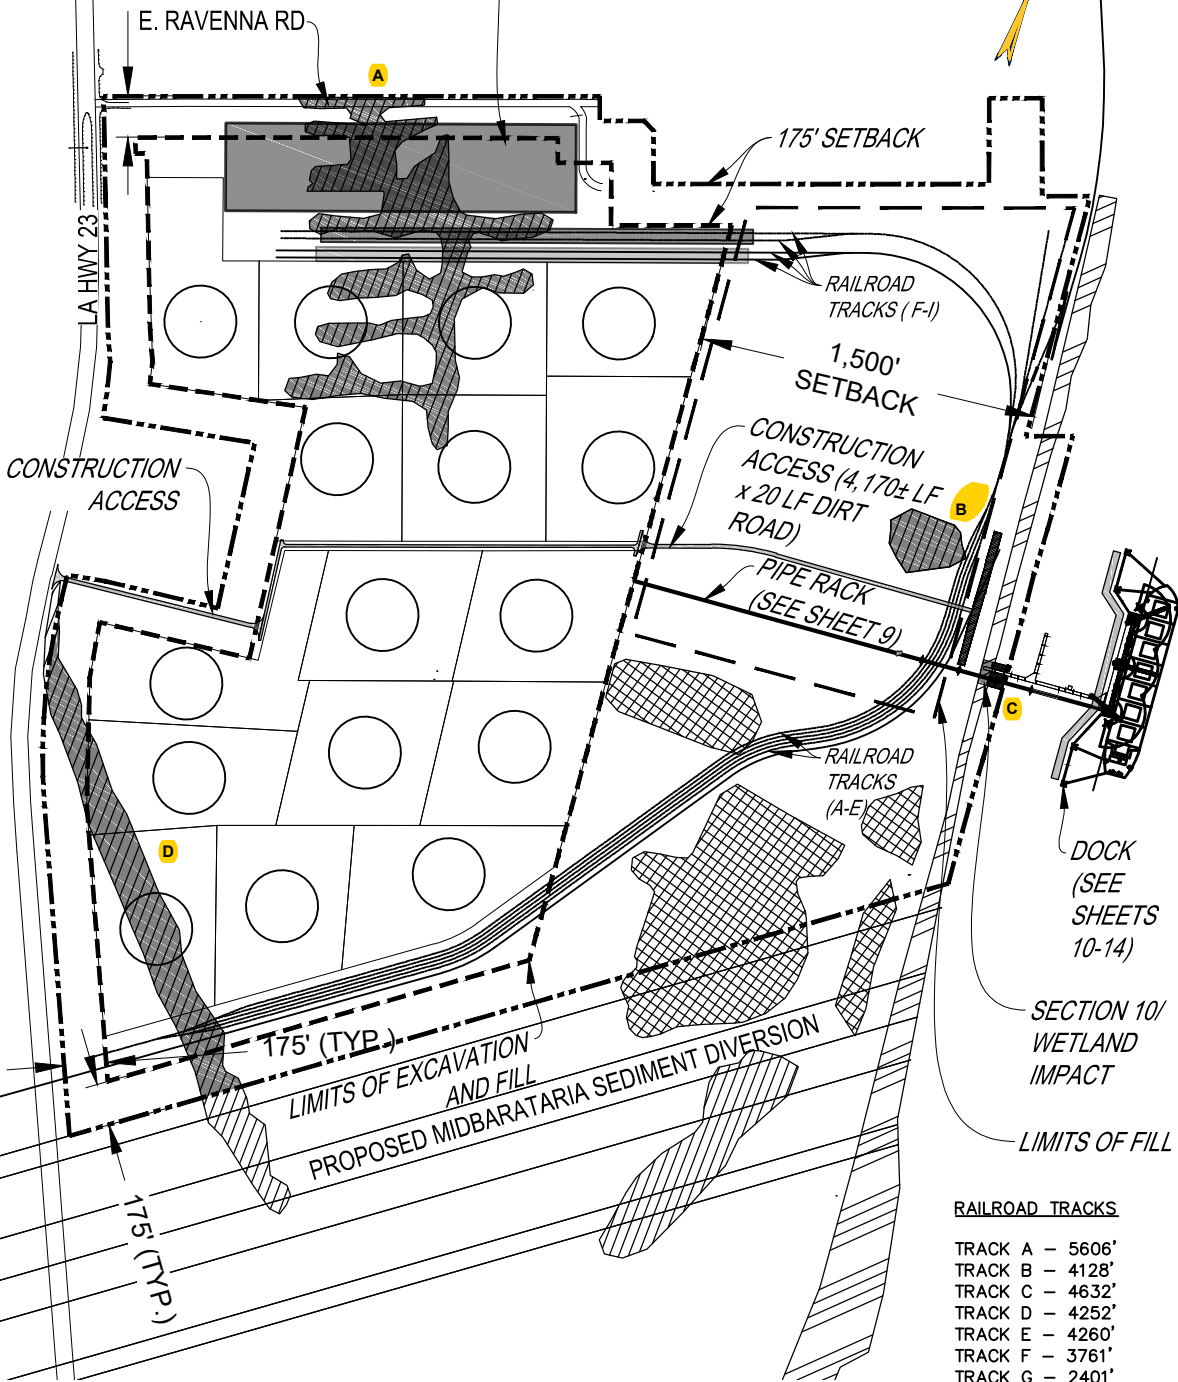 E. RAVENNA RD
A
175' SETBACK
LA HWY 23
RAILROAD
TRACKS ( F-I)
1,500'
SETBACK
CONSTRUCTION
ACCESS (4,170± LF
x 20 LF DIRT
ROAD)
CONSTRUCTION
ACCESS
B
PIPE RACK
(SEE SHEET 9)
C
RAILROAD
TRACKS
(A-E)
D
DOCK
(SEE
SHEETS
10-14)
SECTION 10/
WETLAND
IMPACT
175' (TYP.)
LIMITS OF EXCAVATION
AND FILL
PROPOSED MIDBARATARIA SEDIMENT DIVERSION
LIMITS OF FILL
175' (TYP.)
RAILROAD TRACKS
TRACK A – 5606'
TRACK B – 4128'
TRACK C – 4632'
TRACK D – 4252'
TRACK E – 4260'
TRACK F – 3761'
TRACK G – 2401'